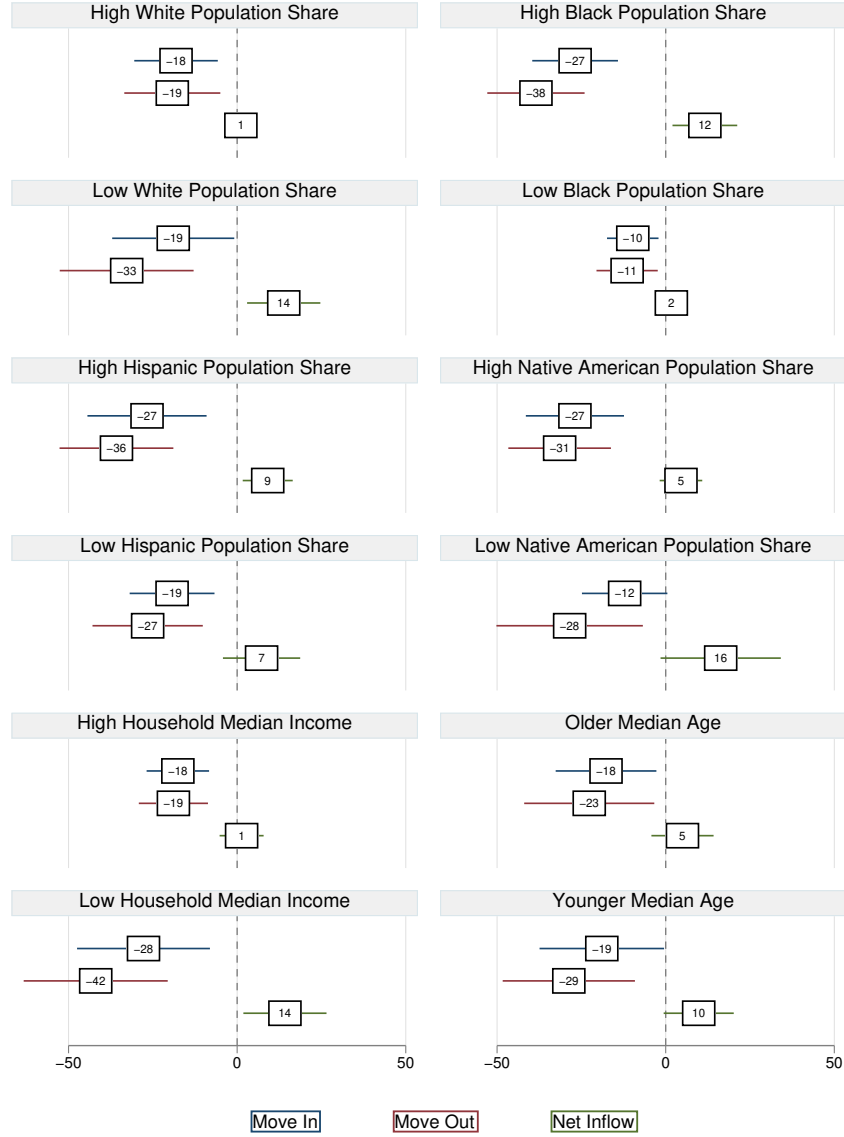 High White Population Share
−18
−19
1
High Black Population Share
−27
−38
12
Low White Population Share
−19
−33
14
Low Black Population Share
−10
−11
2
High Hispanic Population Share
−27
−36
9
High Native American Population Share
−27
−31
5
Low Hispanic Population Share
−19
−27
7
Low Native American Population Share
−12
−28
16
High Household Median Income
−18
−19
1
Older Median Age
−18
−23
5
Low Household Median Income
−28
−42
14
Younger Median Age
−19
−29
10
−50 0 50
−50 0 50
Move In Move Out Net Inflow